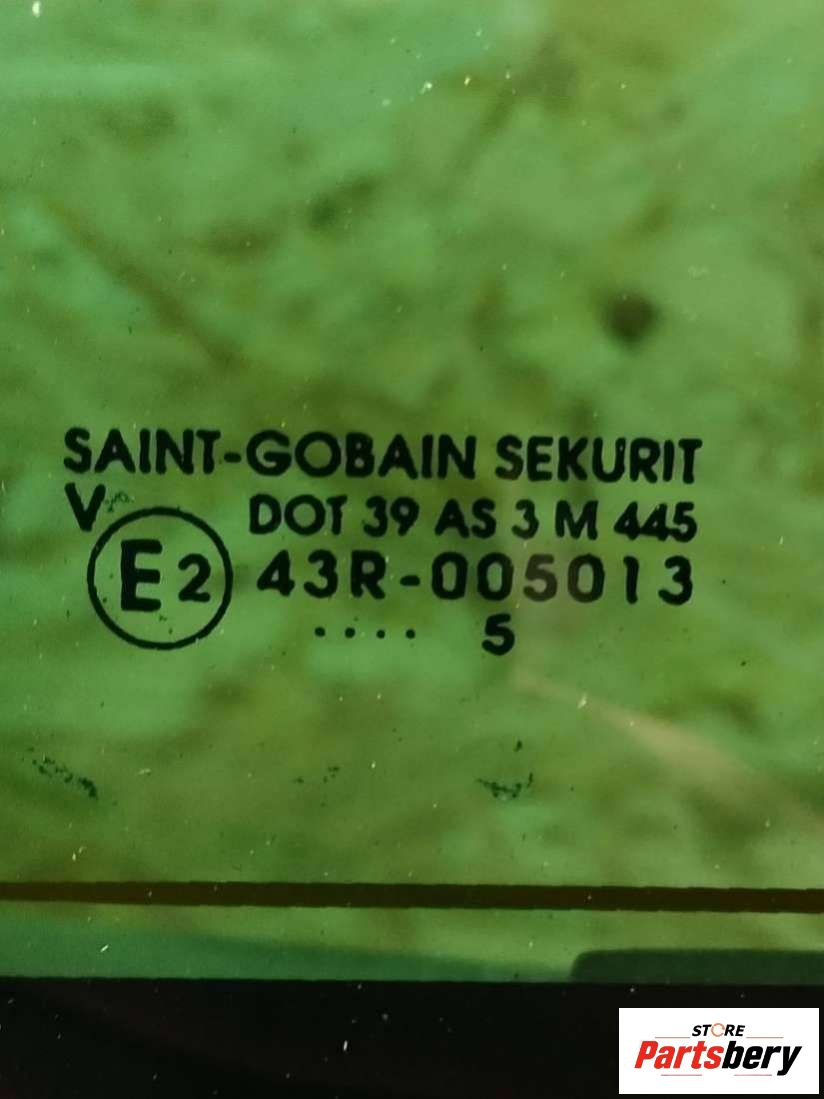 SAINT-GOBAIN SEKURIT
V DOT 39 AS 3 M 445
E2 43R-005013
.... 5
STORE
Partsbery